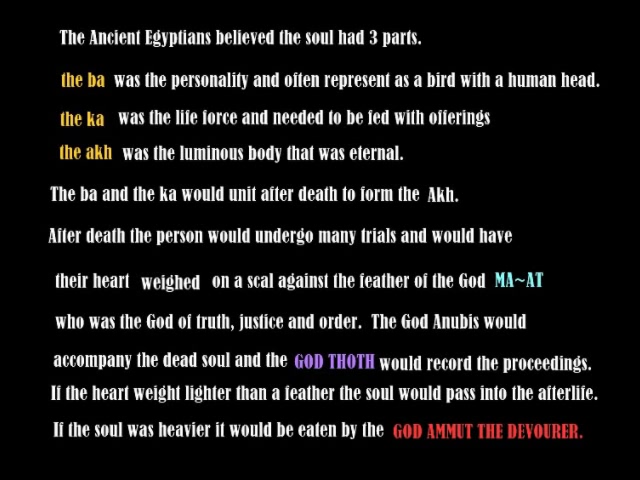 The Ancient Egyptians believed the soul had 3 parts.
the ba was the personality and often represent as a bird with a human head.
the ka was the life force and needed to be fed with offerings
the akh was the luminous body that was eternal.
The ba and the ka would unit after death to form the Akh.
After death the person would undergo many trials and would have
their heart weighed on a scal against the feather of the God MA~AT
who was the God of truth, justice and order. The God Anubis would
accompany the dead soul and the GOD THOTH would record the proceedings.
If the heart weight lighter than a feather the soul would pass into the afterlife.
If the soul was heavier it would be eaten by the GOD AMMUT THE DEVOURER.